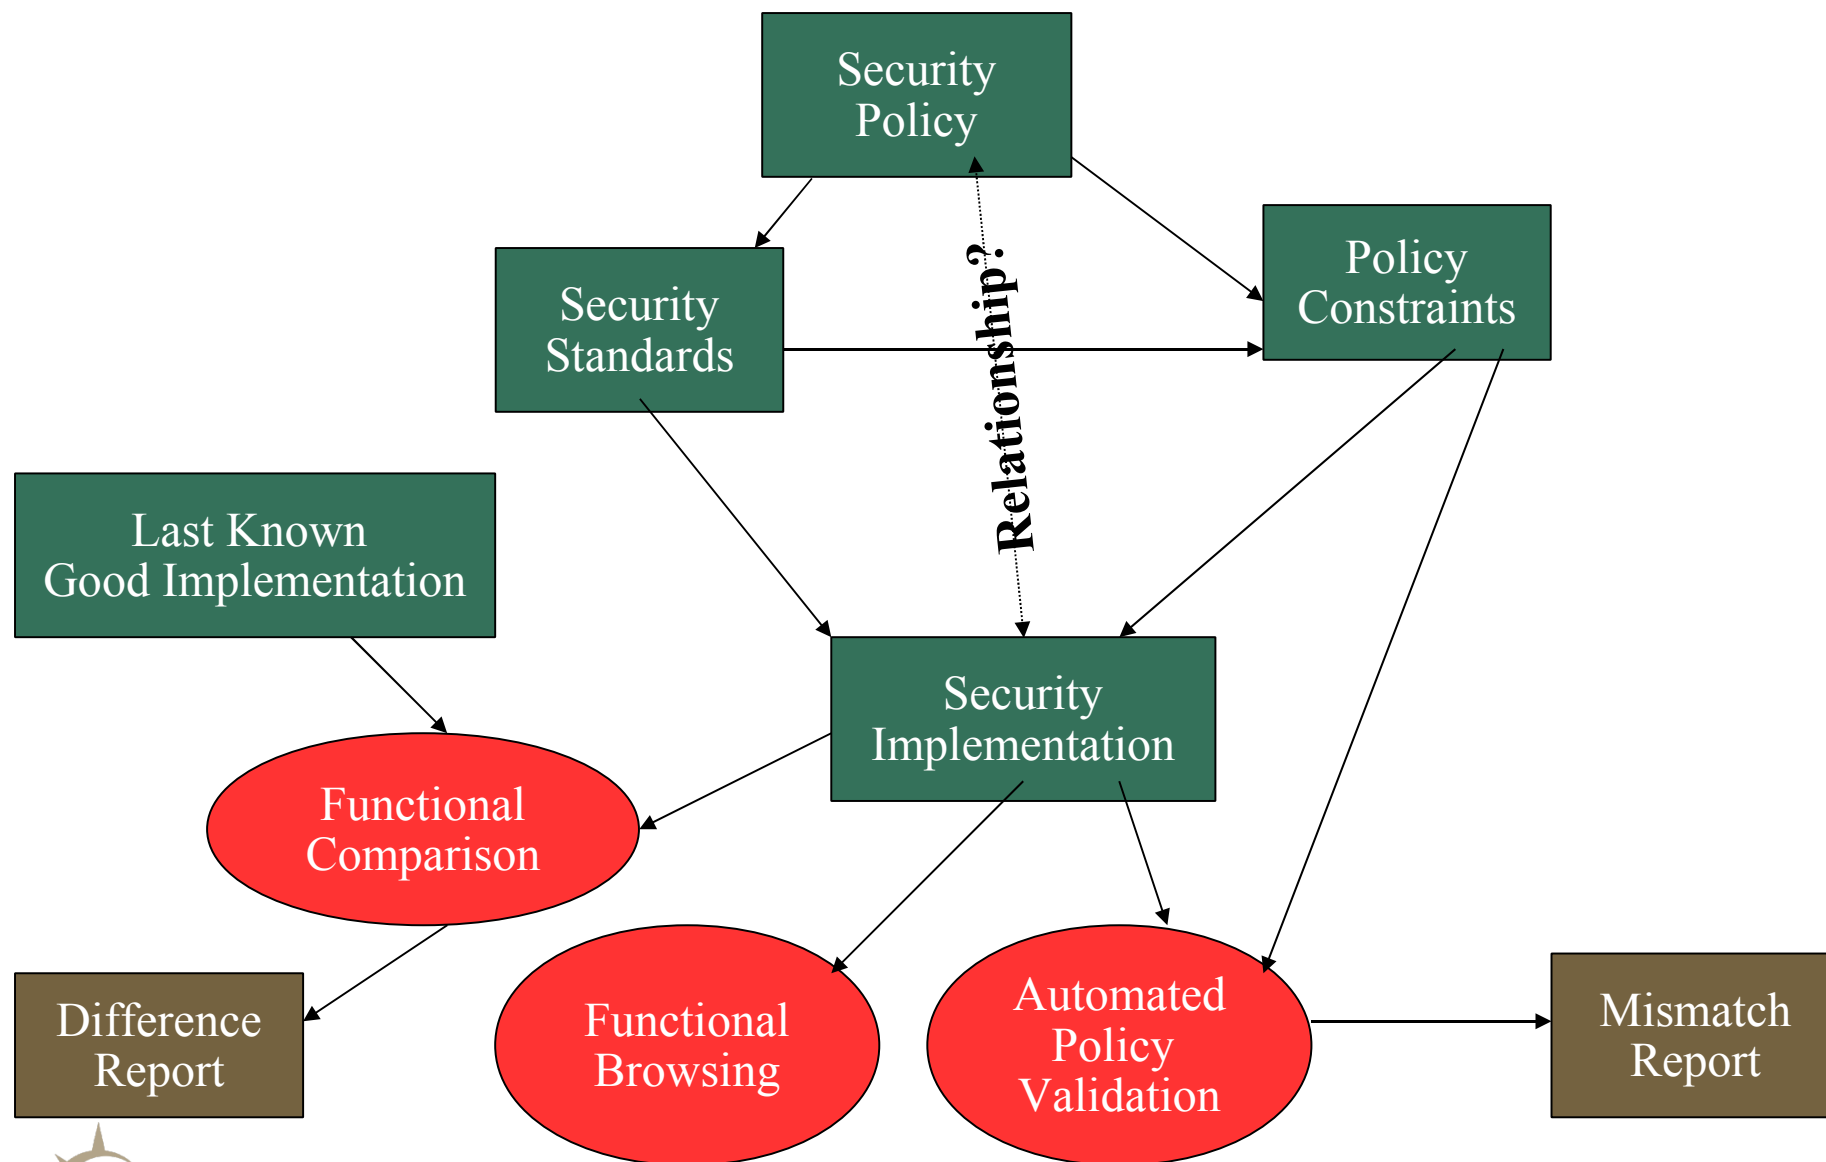 Security
Policy
Policy
Constraints
Security
Standards
Relationship?
Last Known
Good Implementation
Security
Implementation
Functional
Comparison
Difference
Report
Functional
Browsing
Automated
Policy
Validation
Mismatch
Report